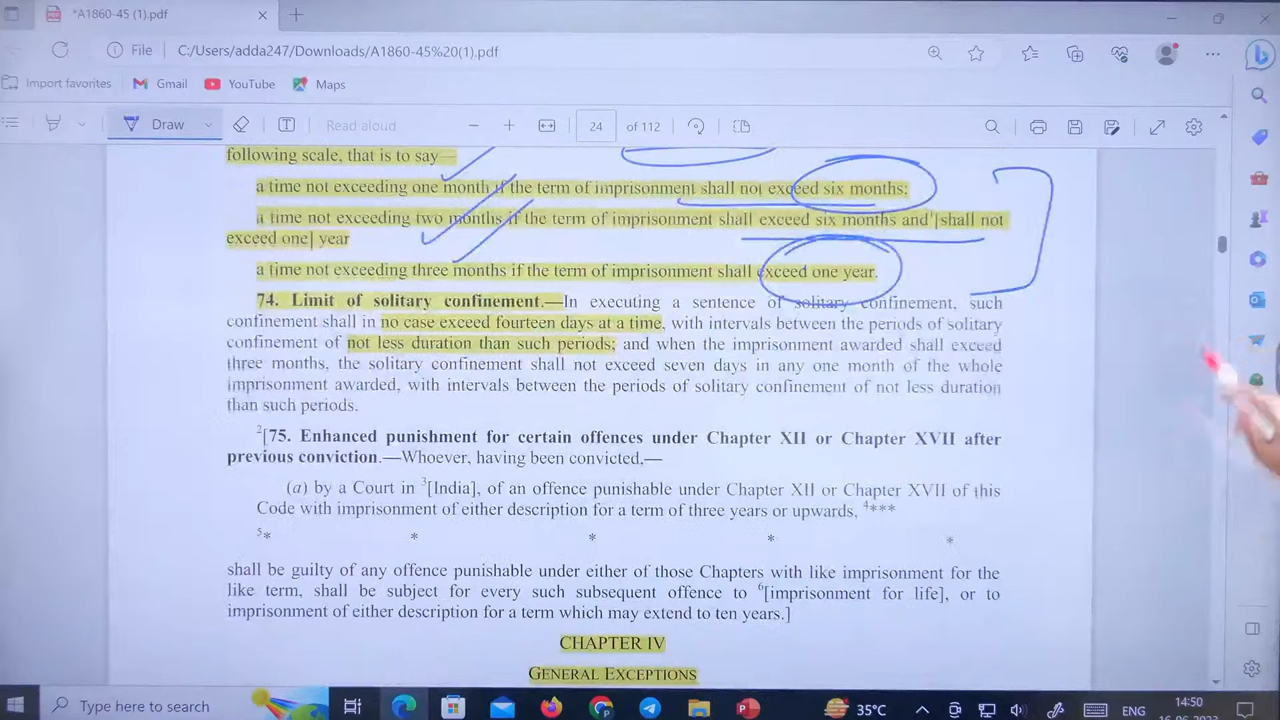 *A1860-45 (1).pdf
File
C:/Users/adda247/Downloads/A1860-45%20(1).pdf
Import favorites
Gmail
YouTube
Maps
Draw
Read aloud
24
of 112
following scale, that is to say—
a time not exceeding one month if the term of imprisonment shall not exceed six months;
a time not exceeding two months if the term of imprisonment shall exceed six months and [shall not
exceed one] year
a time not exceeding three months if the term of imprisonment shall exceed one year.
74. Limit of solitary confinement.—In executing a sentence of solitary confinement, such
confinement shall in no case exceed fourteen days at a time, with intervals between the periods of solitary
confinement of not less duration than such periods; and when the imprisonment awarded shall exceed
three months, the solitary confinement shall not exceed seven days in any one month of the whole
imprisonment awarded, with intervals between the periods of solitary confinement of not less duration
than such periods.
2[75. Enhanced punishment for certain offences under Chapter XII or Chapter XVII after
previous conviction.—Whoever, having been convicted,—
(a) by a Court in 3[India], of an offence punishable under Chapter XII or Chapter XVII of this
Code with imprisonment of either description for a term of three years or upwards, 4***
5* * * * *
shall be guilty of any offence punishable under either of those Chapters with like imprisonment for the
like term, shall be subject for every such subsequent offence to 6[imprisonment for life], or to
imprisonment of either description for a term which may extend to ten years.]
CHAPTER IV
GENERAL EXCEPTIONS
Type here to search
35°C
ENG
14:50